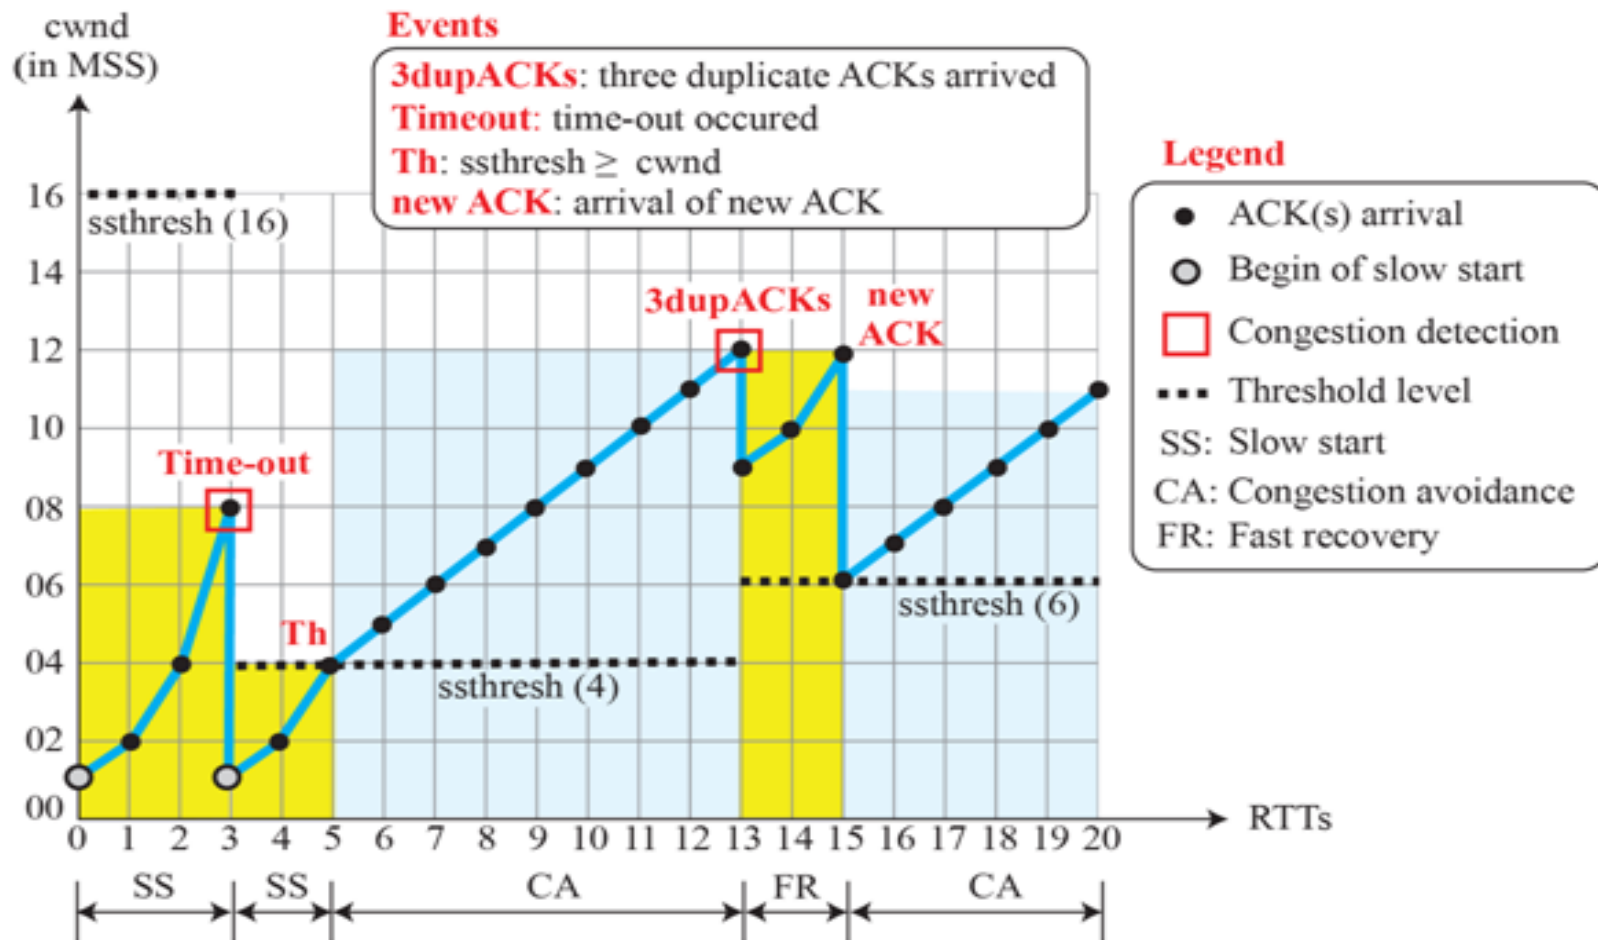 cwnd
(in MSS)
Events
3dupACKs: three duplicate ACKs arrived
Timeout: time-out occured
Th: ssthresh ≥ cwnd
new ACK: arrival of new ACK
Legend
ACK(s) arrival
Begin of slow start
Congestion detection
Threshold level
SS: Slow start
CA: Congestion avoidance
FR: Fast recovery
16
ssthresh (16)
14
3dupACKs
new
ACK
12
10
Time-out
08
06
ssthresh (6)
Th
04
ssthresh (4)
02
00
0 1 2 3 4 5 6 7 8 9 10 11 12 13 14 15 16 17 18 19 20
RTTs
SS SS CA FR CA